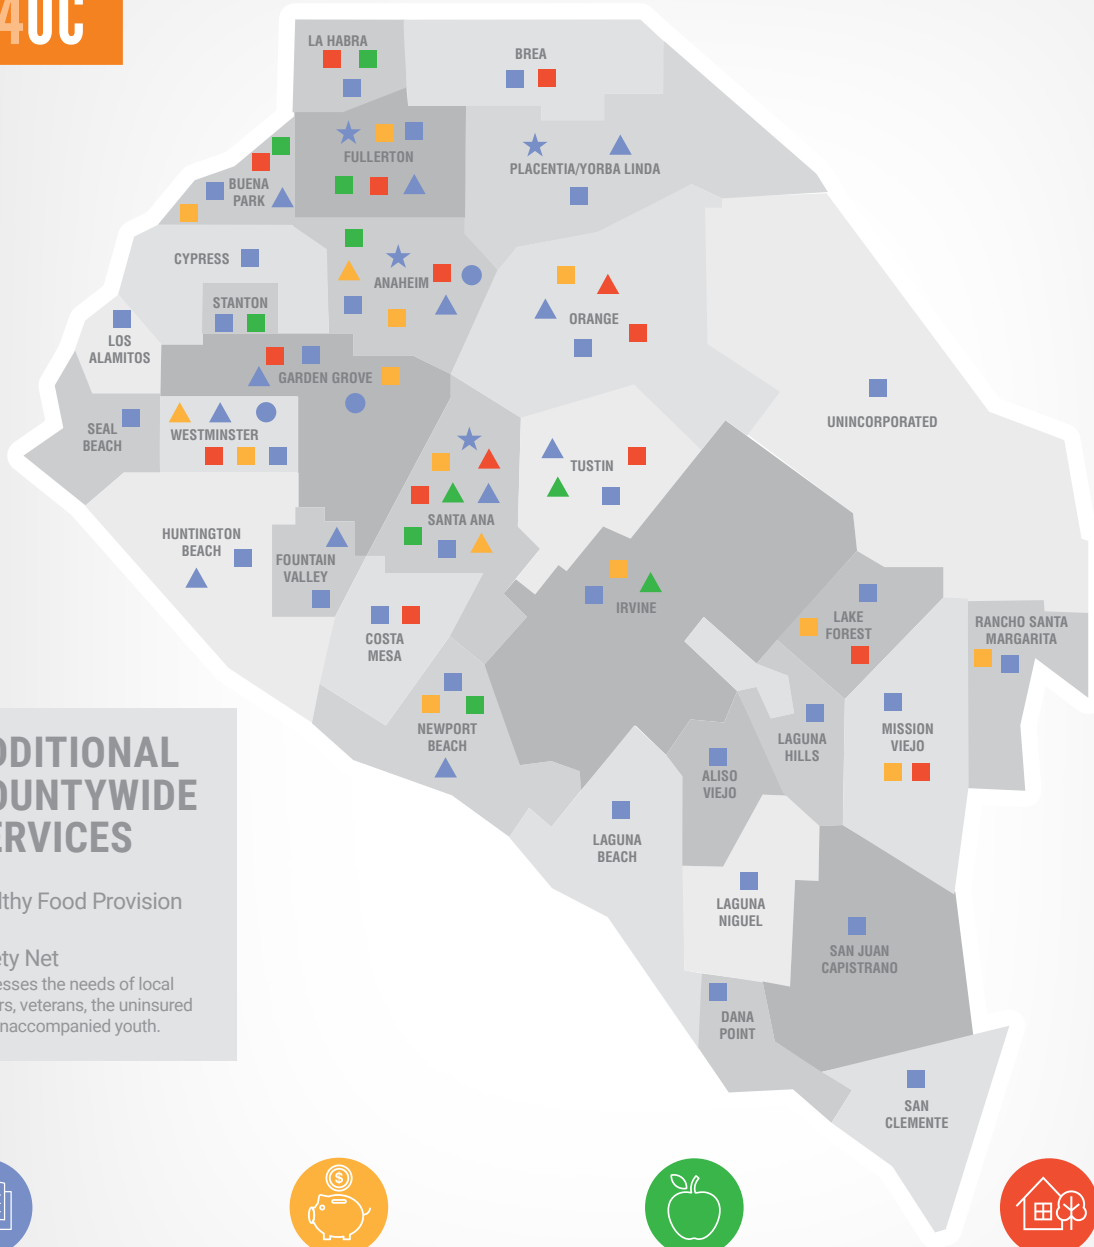 4OC
LA HABRA
BREA
FULLERTON
PLACENTIA/YORBA LINDA
BUENA
PARK
CYPRESS
ANAHEIM
STANTON
ORANGE
LOS
ALAMITOS
GARDEN GROVE
UNINCORPORATED
SEAL
BEACH
WESTMINSTER
TUSTIN
SANTA ANA
HUNTINGTON
BEACH
FOUNTAIN
VALLEY
IRVINE
LAKE
FOREST
RANCHO SANTA
MARGARITA
COSTA
MESA
NEWPORT
BEACH
LAGUNA
HILLS
MISSION
VIEJO
ALISO
VIEJO
LAGUNA
BEACH
LAGUNA
NIGUEL
SAN JUAN
CAPISTRANO
DANA
POINT
SAN
CLEMENTE
DDITIONAL
OUNTYWIDE
ERVICES
lthy Food Provision
ety Net
esses the needs of local
rs, veterans, the uninsured
naccompanied youth.
$